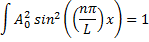 ∫ A₀² sin² ((nπ/L) x) = 1